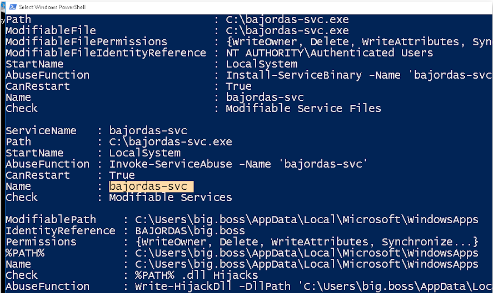 Select Windows PowerShell
Path : C:\bajordas-svc.exe
ModifiableFile : C:\bajordas-svc.exe
ModifiableFilePermissions : {WriteOwner, Delete, WriteAttributes, Syn
ModifiableFileIdentityReference : NT AUTHORITY\Authenticated Users
StartName : LocalSystem
AbuseFunction : Install-ServiceBinary -Name 'bajordas-svc
CanRestart : True
Name : bajordas-svc
Check : Modifiable Service Files
ServiceName : bajordas-svc
Path : C:\bajordas-svc.exe
StartName : LocalSystem
AbuseFunction : Invoke-ServiceAbuse -Name 'bajordas-svc'
CanRestart : True
Name : bajordas-svc
Check : Modifiable Services
ModifiablePath : C:\Users\big.boss\AppData\Local\Microsoft\WindowsApps
IdentityReference : BAJORDAS\big.boss
Permissions : {WriteOwner, Delete, WriteAttributes, Synchronize...}
%PATH% : C:\Users\big.boss\AppData\Local\Microsoft\WindowsApps
Name : C:\Users\big.boss\AppData\Local\Microsoft\WindowsApps
Check : %PATH% .dll Hijacks
AbuseFunction : Write-HijackDll -DllPath 'C:\Users\big.boss\AppData\Loc